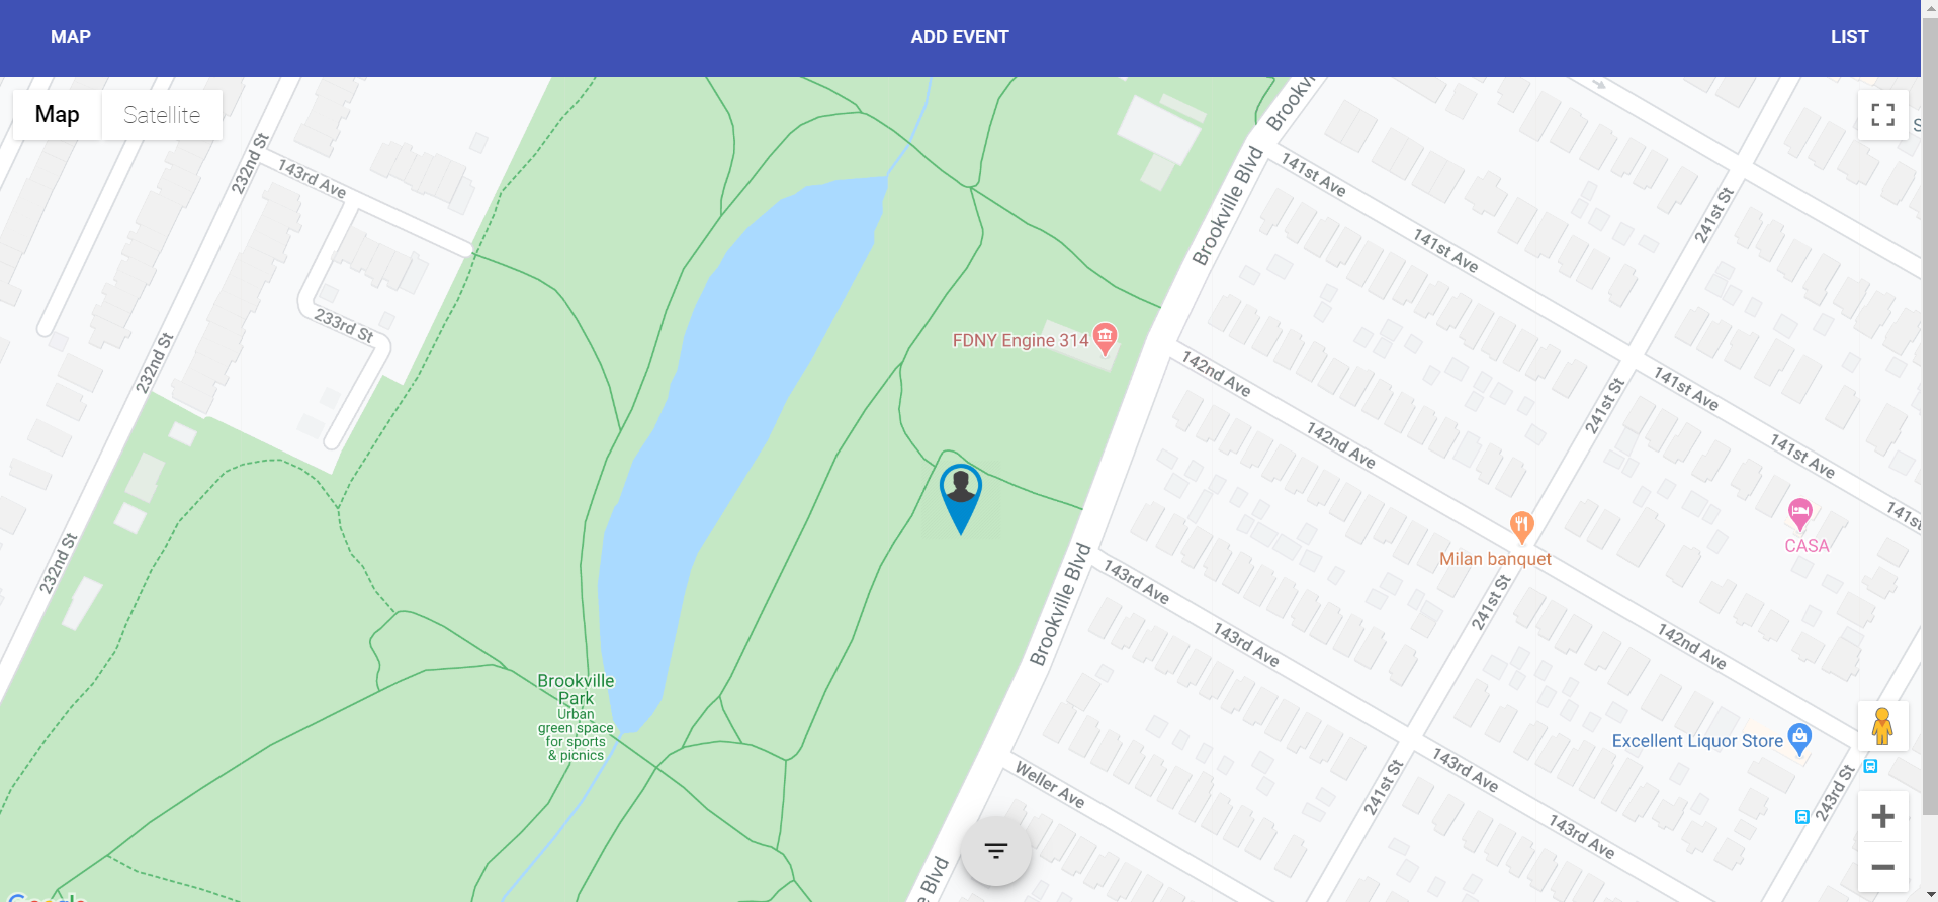 MAP
ADD EVENT
LIST
Map
Satellite
232nd St
143rd Ave
233rd St
232nd St
232nd St
Brookville Blvd
141st Ave
141st Ave
241st St
FDNY Engine 314
142nd Ave
142nd Ave
241st St
141st Ave
141st Ave
141st
CASA
Milan banquet
Brookville Blvd
143rd Ave
143rd Ave
241st St
142nd Ave
Brookville
Park
Urban
green space
for sports
& picnics
Excellent Liquor Store
Weller Ave
241st St
143rd Ave
143rd Ave
243rd St
Blvd
Google